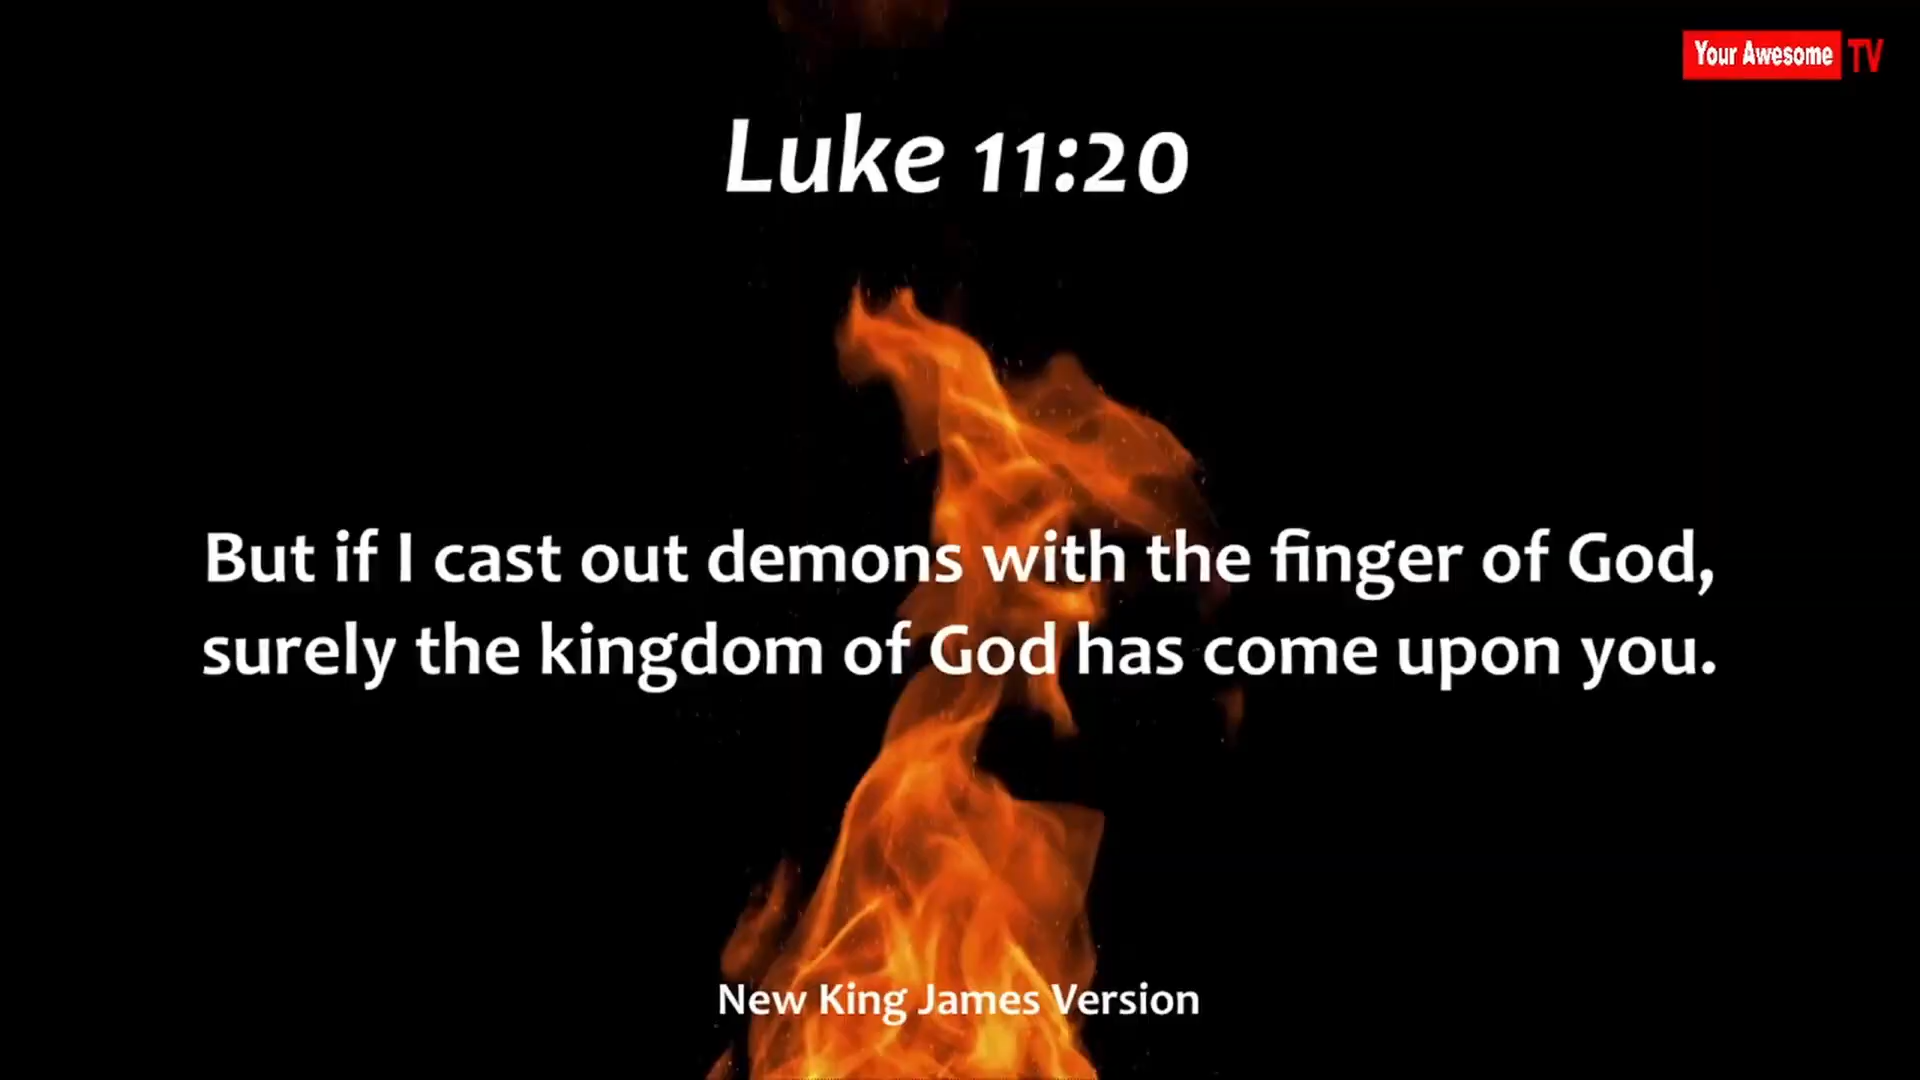 Your Awesome TV
Luke 11:20
But if I cast out demons with the finger of God,
surely the kingdom of God has come upon you.
New King James Version